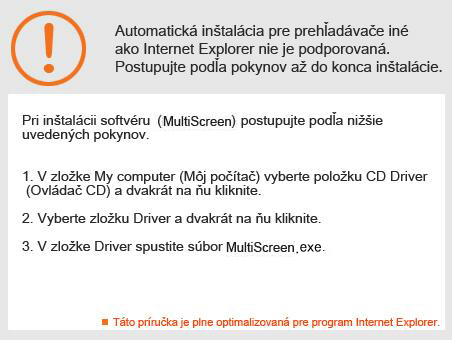 Automatická inštalácia pre prehľadávače iné
ako Internet Explorer nie je podporovaná.
Postupujte podľa pokynov až do konca inštalácie.
Pri inštalácii softvéru (MultiScreen) postupujte podľa nižšie
uvedených pokynov.
1. V zložke My computer (Môj počítač) vyberte položku CD Driver
(Ovládač CD) a dvakrát na ňu kliknite.
2. Vyberte zložku Driver a dvakrát na ňu kliknite.
3. V zložke Driver spustite súbor MultiScreen.exe.
Táto príručka je plne optimalizovaná pre program Internet Explorer.